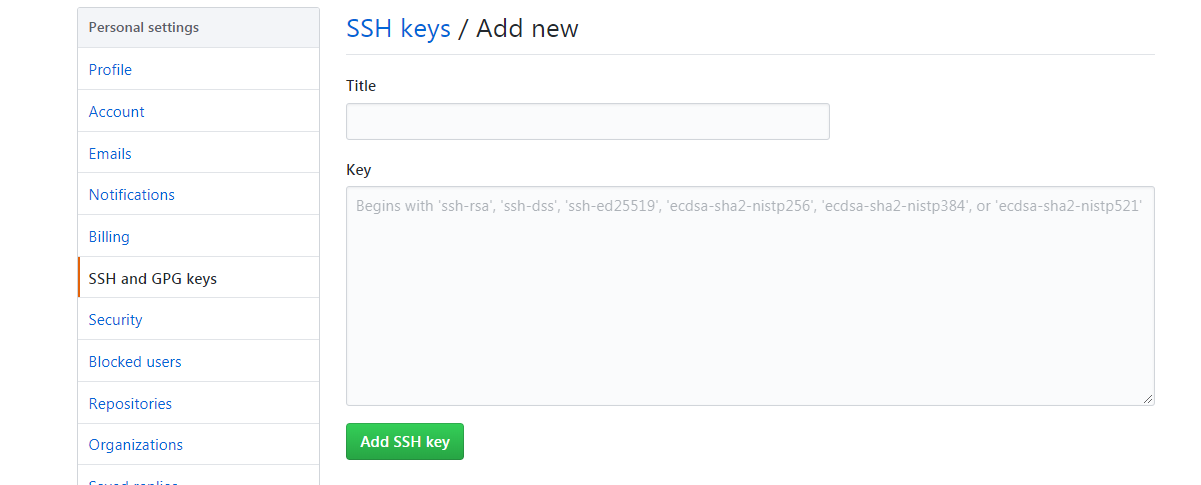 Personal settings
Profile
Account
Emails
Notifications
Billing
SSH and GPG keys
Security
Blocked users
Repositories
Organizations
Saved replies
SSH keys / Add new
Title
Key
Begins with 'ssh-rsa', 'ssh-dss', 'ssh-ed25519', 'ecdsa-sha2-nistp256', 'ecdsa-sha2-nistp384', or 'ecdsa-sha2-nistp521'
Add SSH key